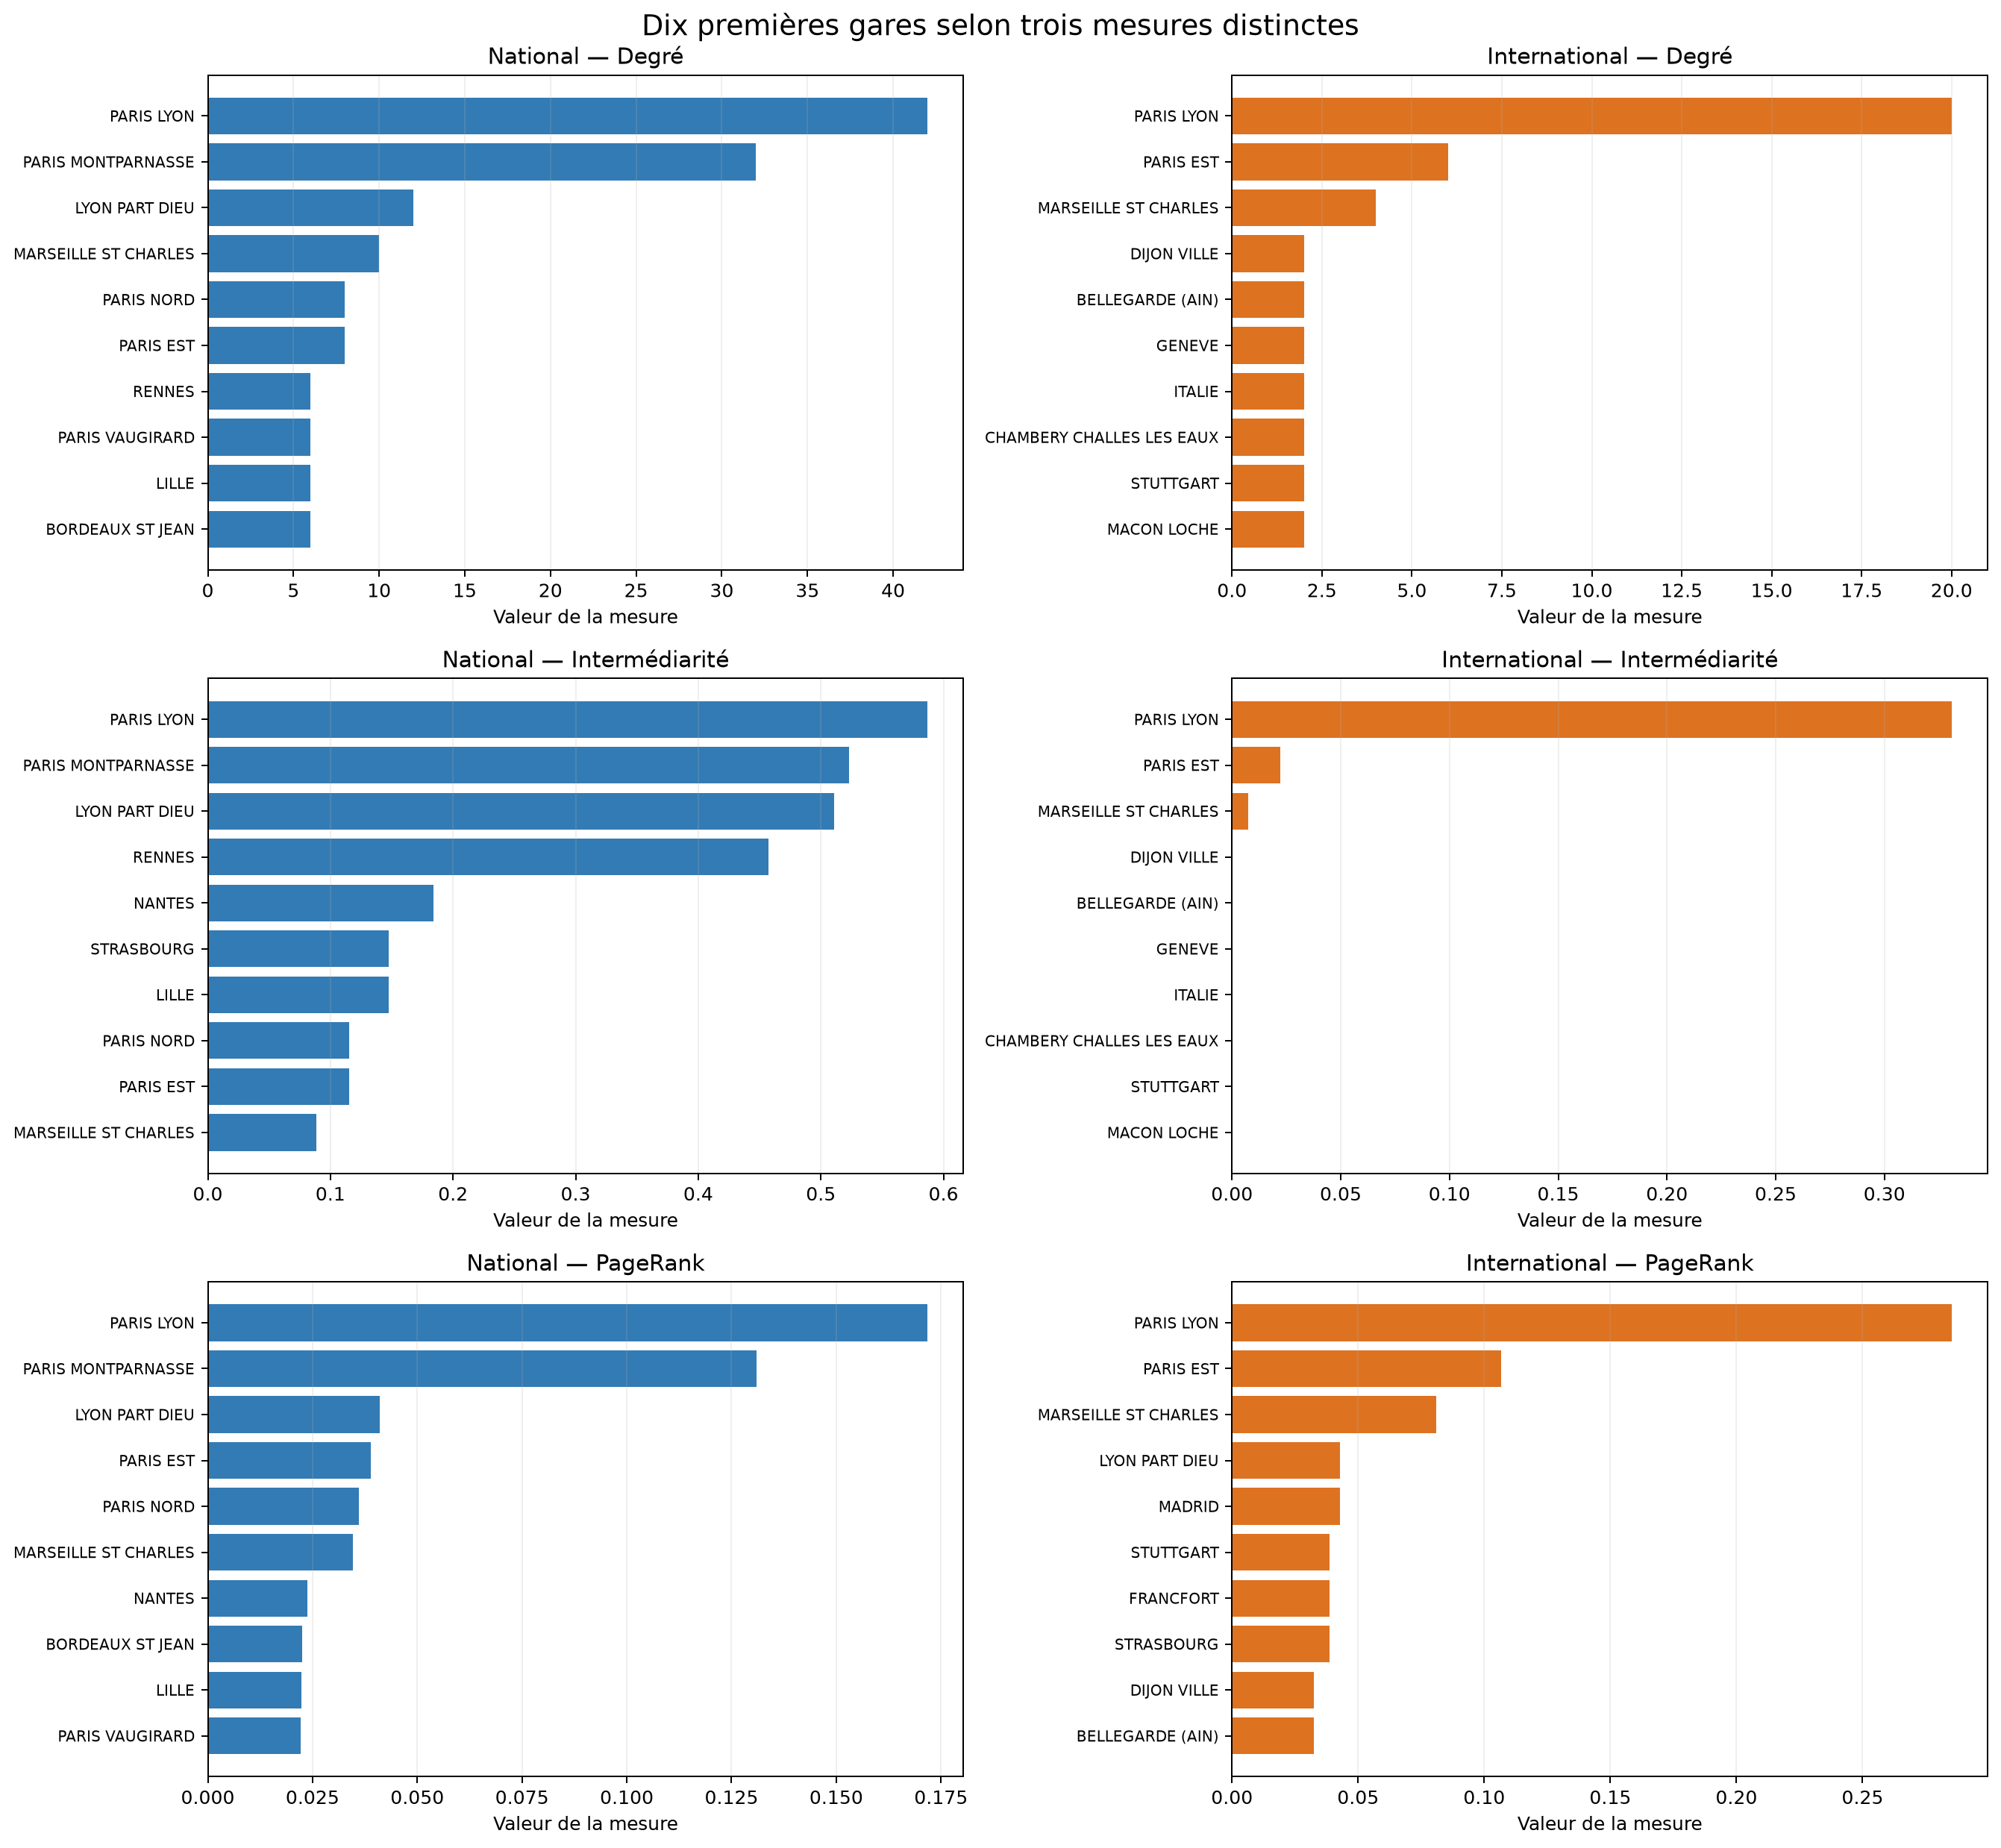 Dix premières gares selon trois mesures distinctes
National — Degré
PARIS LYON
PARIS MONTPARNASSE
LYON PART DIEU
MARSEILLE ST CHARLES
PARIS NORD
PARIS EST
RENNES
PARIS VAUGIRARD
LILLE
BORDEAUX ST JEAN
0 5 10 15 20 25 30 35 40
Valeur de la mesure
International — Degré
PARIS LYON
PARIS EST
MARSEILLE ST CHARLES
DIJON VILLE
BELLEGARDE (AIN)
GENEVE
ITALIE
CHAMBERY CHALLES LES EAUX
STUTTGART
MACON LOCHE
0.0 2.5 5.0 7.5 10.0 12.5 15.0 17.5 20.0
Valeur de la mesure
National — Intermédiarité
PARIS LYON
PARIS MONTPARNASSE
LYON PART DIEU
RENNES
NANTES
STRASBOURG
LILLE
PARIS NORD
PARIS EST
MARSEILLE ST CHARLES
0.0 0.1 0.2 0.3 0.4 0.5 0.6
Valeur de la mesure
International — Intermédiarité
PARIS LYON
PARIS EST
MARSEILLE ST CHARLES
DIJON VILLE
BELLEGARDE (AIN)
GENEVE
ITALIE
CHAMBERY CHALLES LES EAUX
STUTTGART
MACON LOCHE
0.00 0.05 0.10 0.15 0.20 0.25 0.30
Valeur de la mesure
National — PageRank
PARIS LYON
PARIS MONTPARNASSE
LYON PART DIEU
PARIS EST
PARIS NORD
MARSEILLE ST CHARLES
NANTES
BORDEAUX ST JEAN
LILLE
PARIS VAUGIRARD
0.000 0.025 0.050 0.075 0.100 0.125 0.150 0.175
Valeur de la mesure
International — PageRank
PARIS LYON
PARIS EST
MARSEILLE ST CHARLES
LYON PART DIEU
MADRID
STUTTGART
FRANCFORT
STRASBOURG
DIJON VILLE
BELLEGARDE (AIN)
0.00 0.05 0.10 0.15 0.20 0.25
Valeur de la mesure